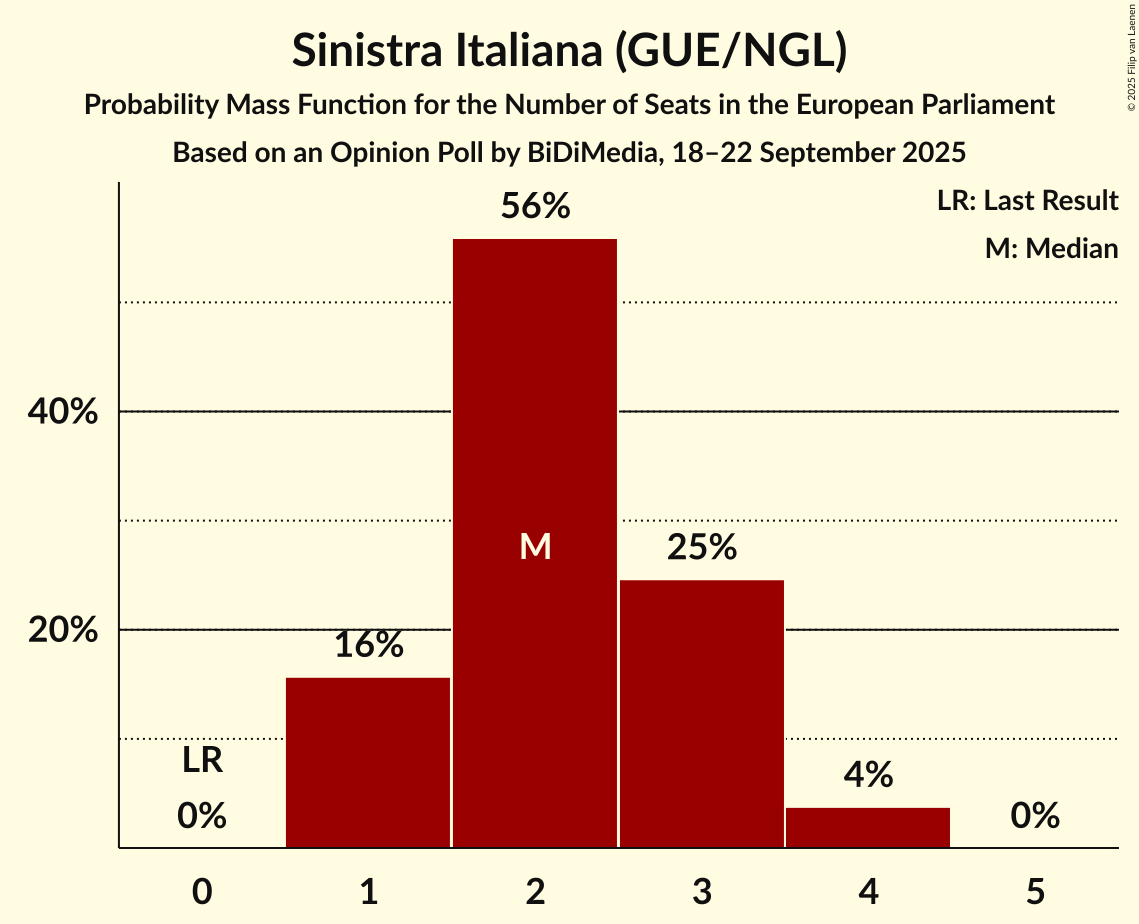 Sinistra Italiana (GUE/NGL)
Probability Mass Function for the Number of Seats in the European Parliament
Based on an Opinion Poll by BiDiMedia, 18–22 September 2025
© 2025 Filip van Laenen
LR: Last Result
M: Median
56%
40%
M
25%
20%
16%
LR
4%
0%
0%
0 1 2 3 4 5